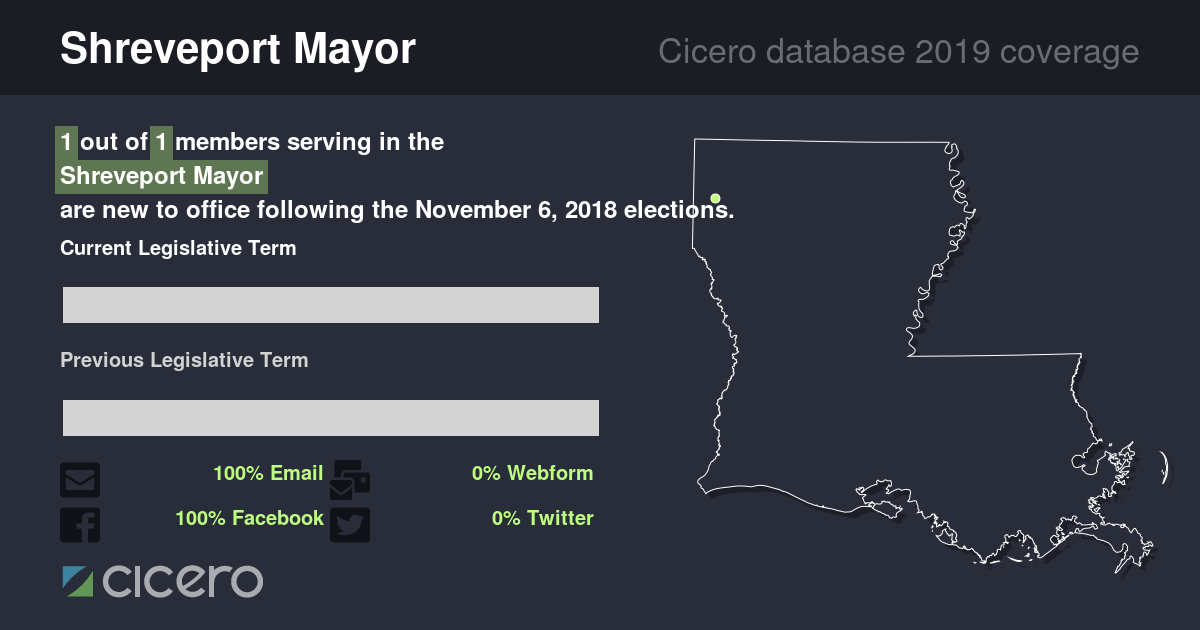 Shreveport Mayor
Cicero database 2019 coverage
1 out of 1 members serving in the
Shreveport Mayor
are new to office following the November 6, 2018 elections.
Current Legislative Term
Previous Legislative Term
100% Email
0% Webform
100% Facebook
0% Twitter
cicero